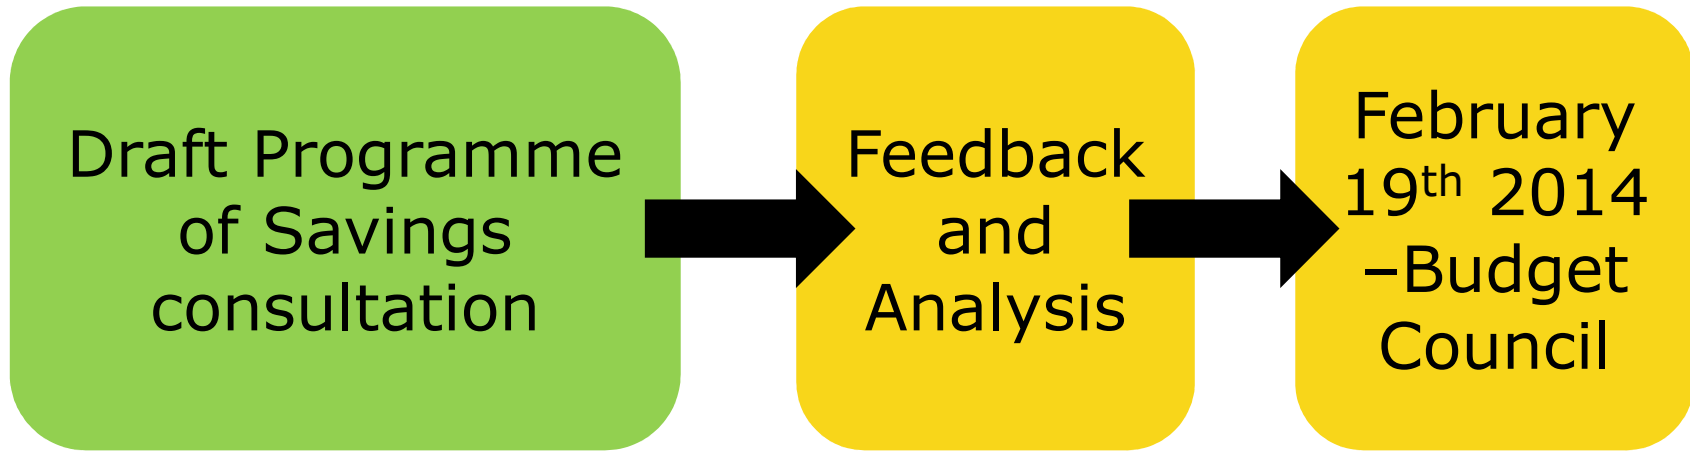 Draft Programme
of Savings
consultation
Feedback
and
Analysis
February
19th 2014
–Budget
Council